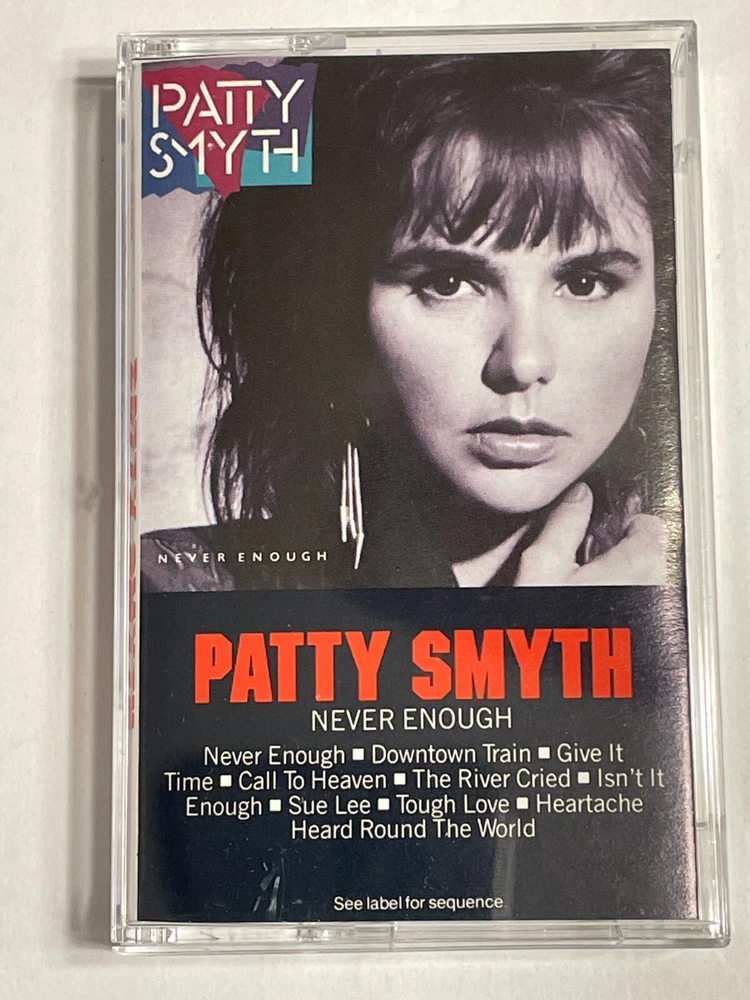 PATTY
SMYTH
NEVER ENOUGH
PATTY SMYTH
NEVER ENOUGH
Never Enough ■ Downtown Train ■ Give It
Time ■ Call To Heaven ■ The River Cried ■ Isn't It
Enough ■ Sue Lee ■ Tough Love ■ Heartache
Heard Round The World
See label for sequence.